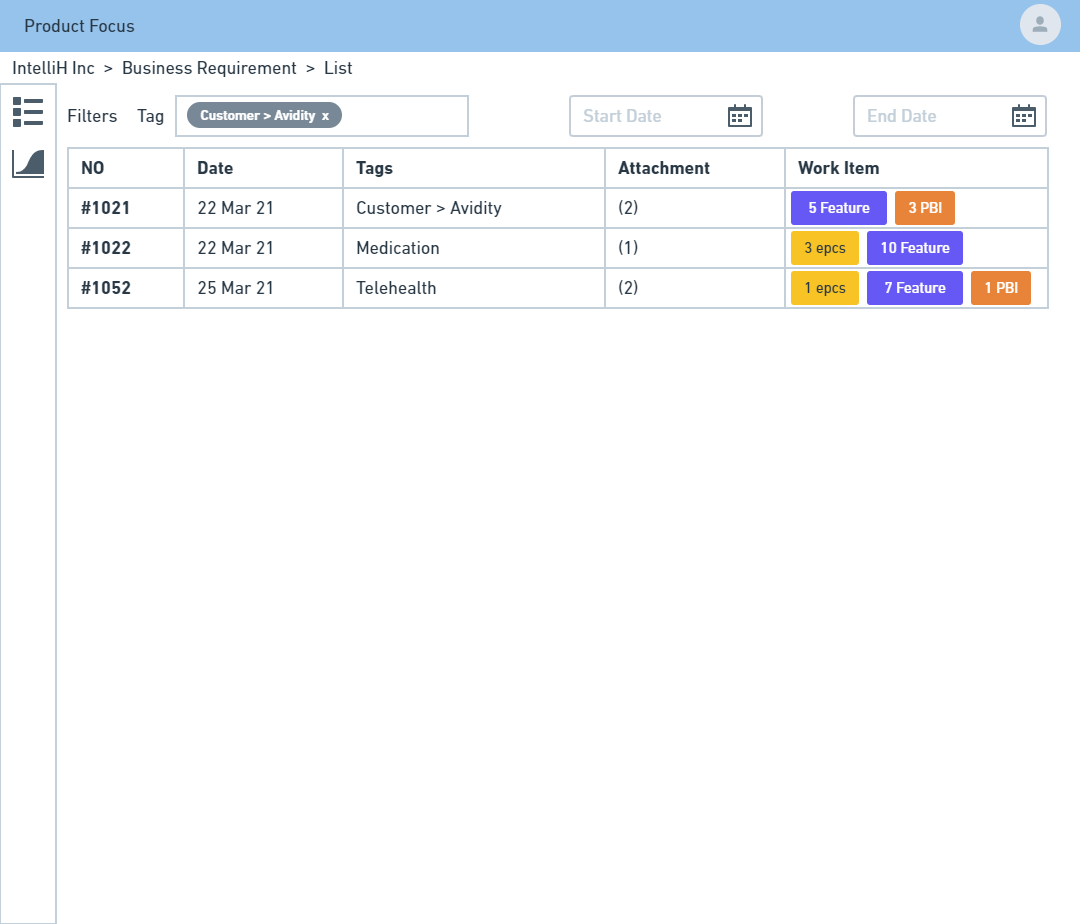 Product Focus
IntelliH Inc > Business Requirement > List
Filters Tag Customer > Avidity x Start Date End Date
NO Date Tags Attachment Work Item
#1021 22 Mar 21 Customer > Avidity (2) 5 Feature 3 PBI
#1022 22 Mar 21 Medication (1) 3 epcs 10 Feature
#1052 25 Mar 21 Telehealth (2) 1 epcs 7 Feature 1 PBI